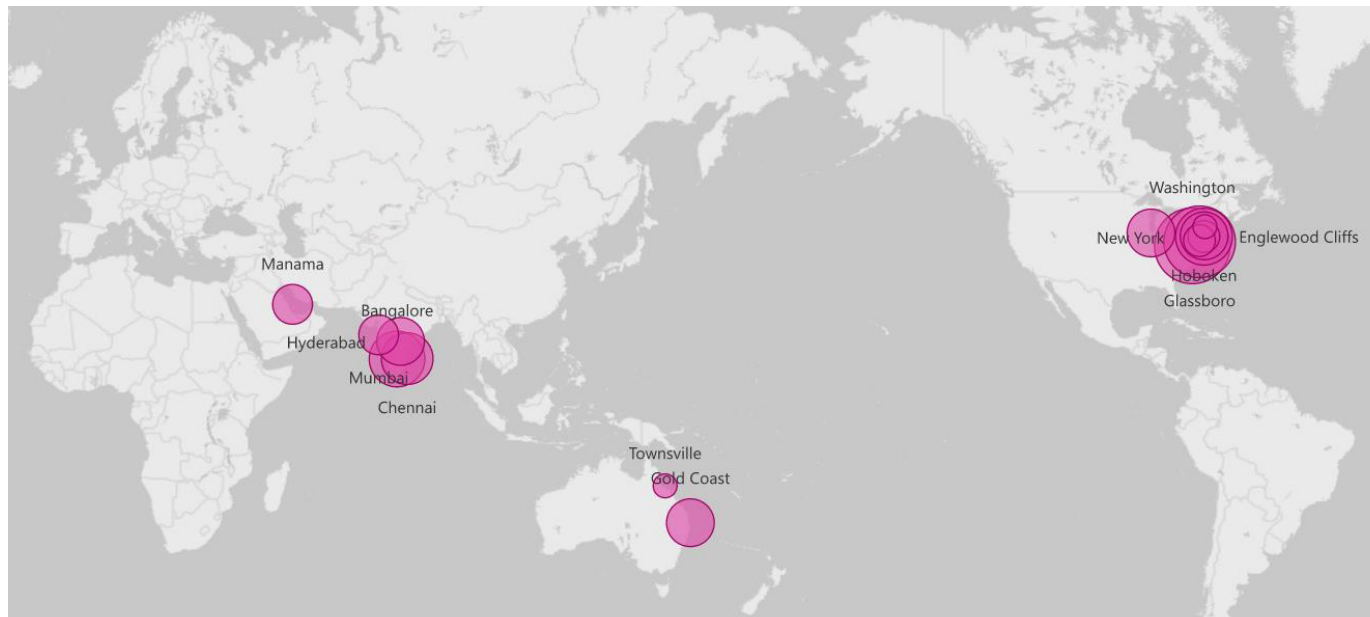 Washington
New York
Englewood Cliffs
Manama
Hoboken
Glassboro
Bangalore
Hyderabad
Mumbai
Chennai
Townsville
Gold Coast